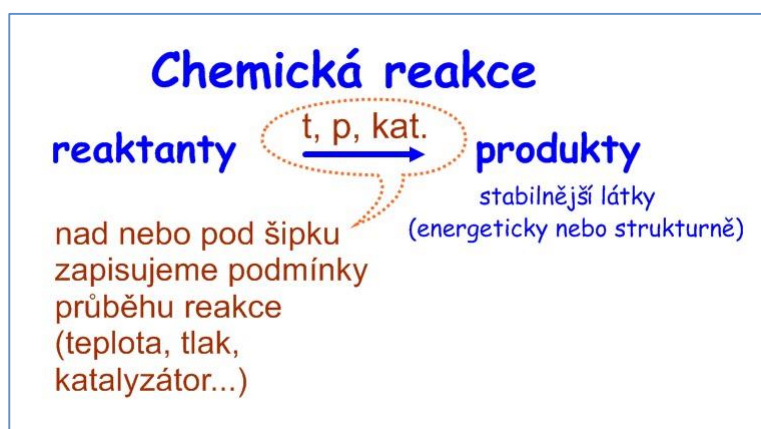 Chemická reakce
t, p, kat.
reaktanty
produkty
stabilnější látky
(energeticky nebo strukturně)
nad nebo pod šipku
zapisujeme podmínky
průběhu reakce
(teplota, tlak,
katalyzátor...)